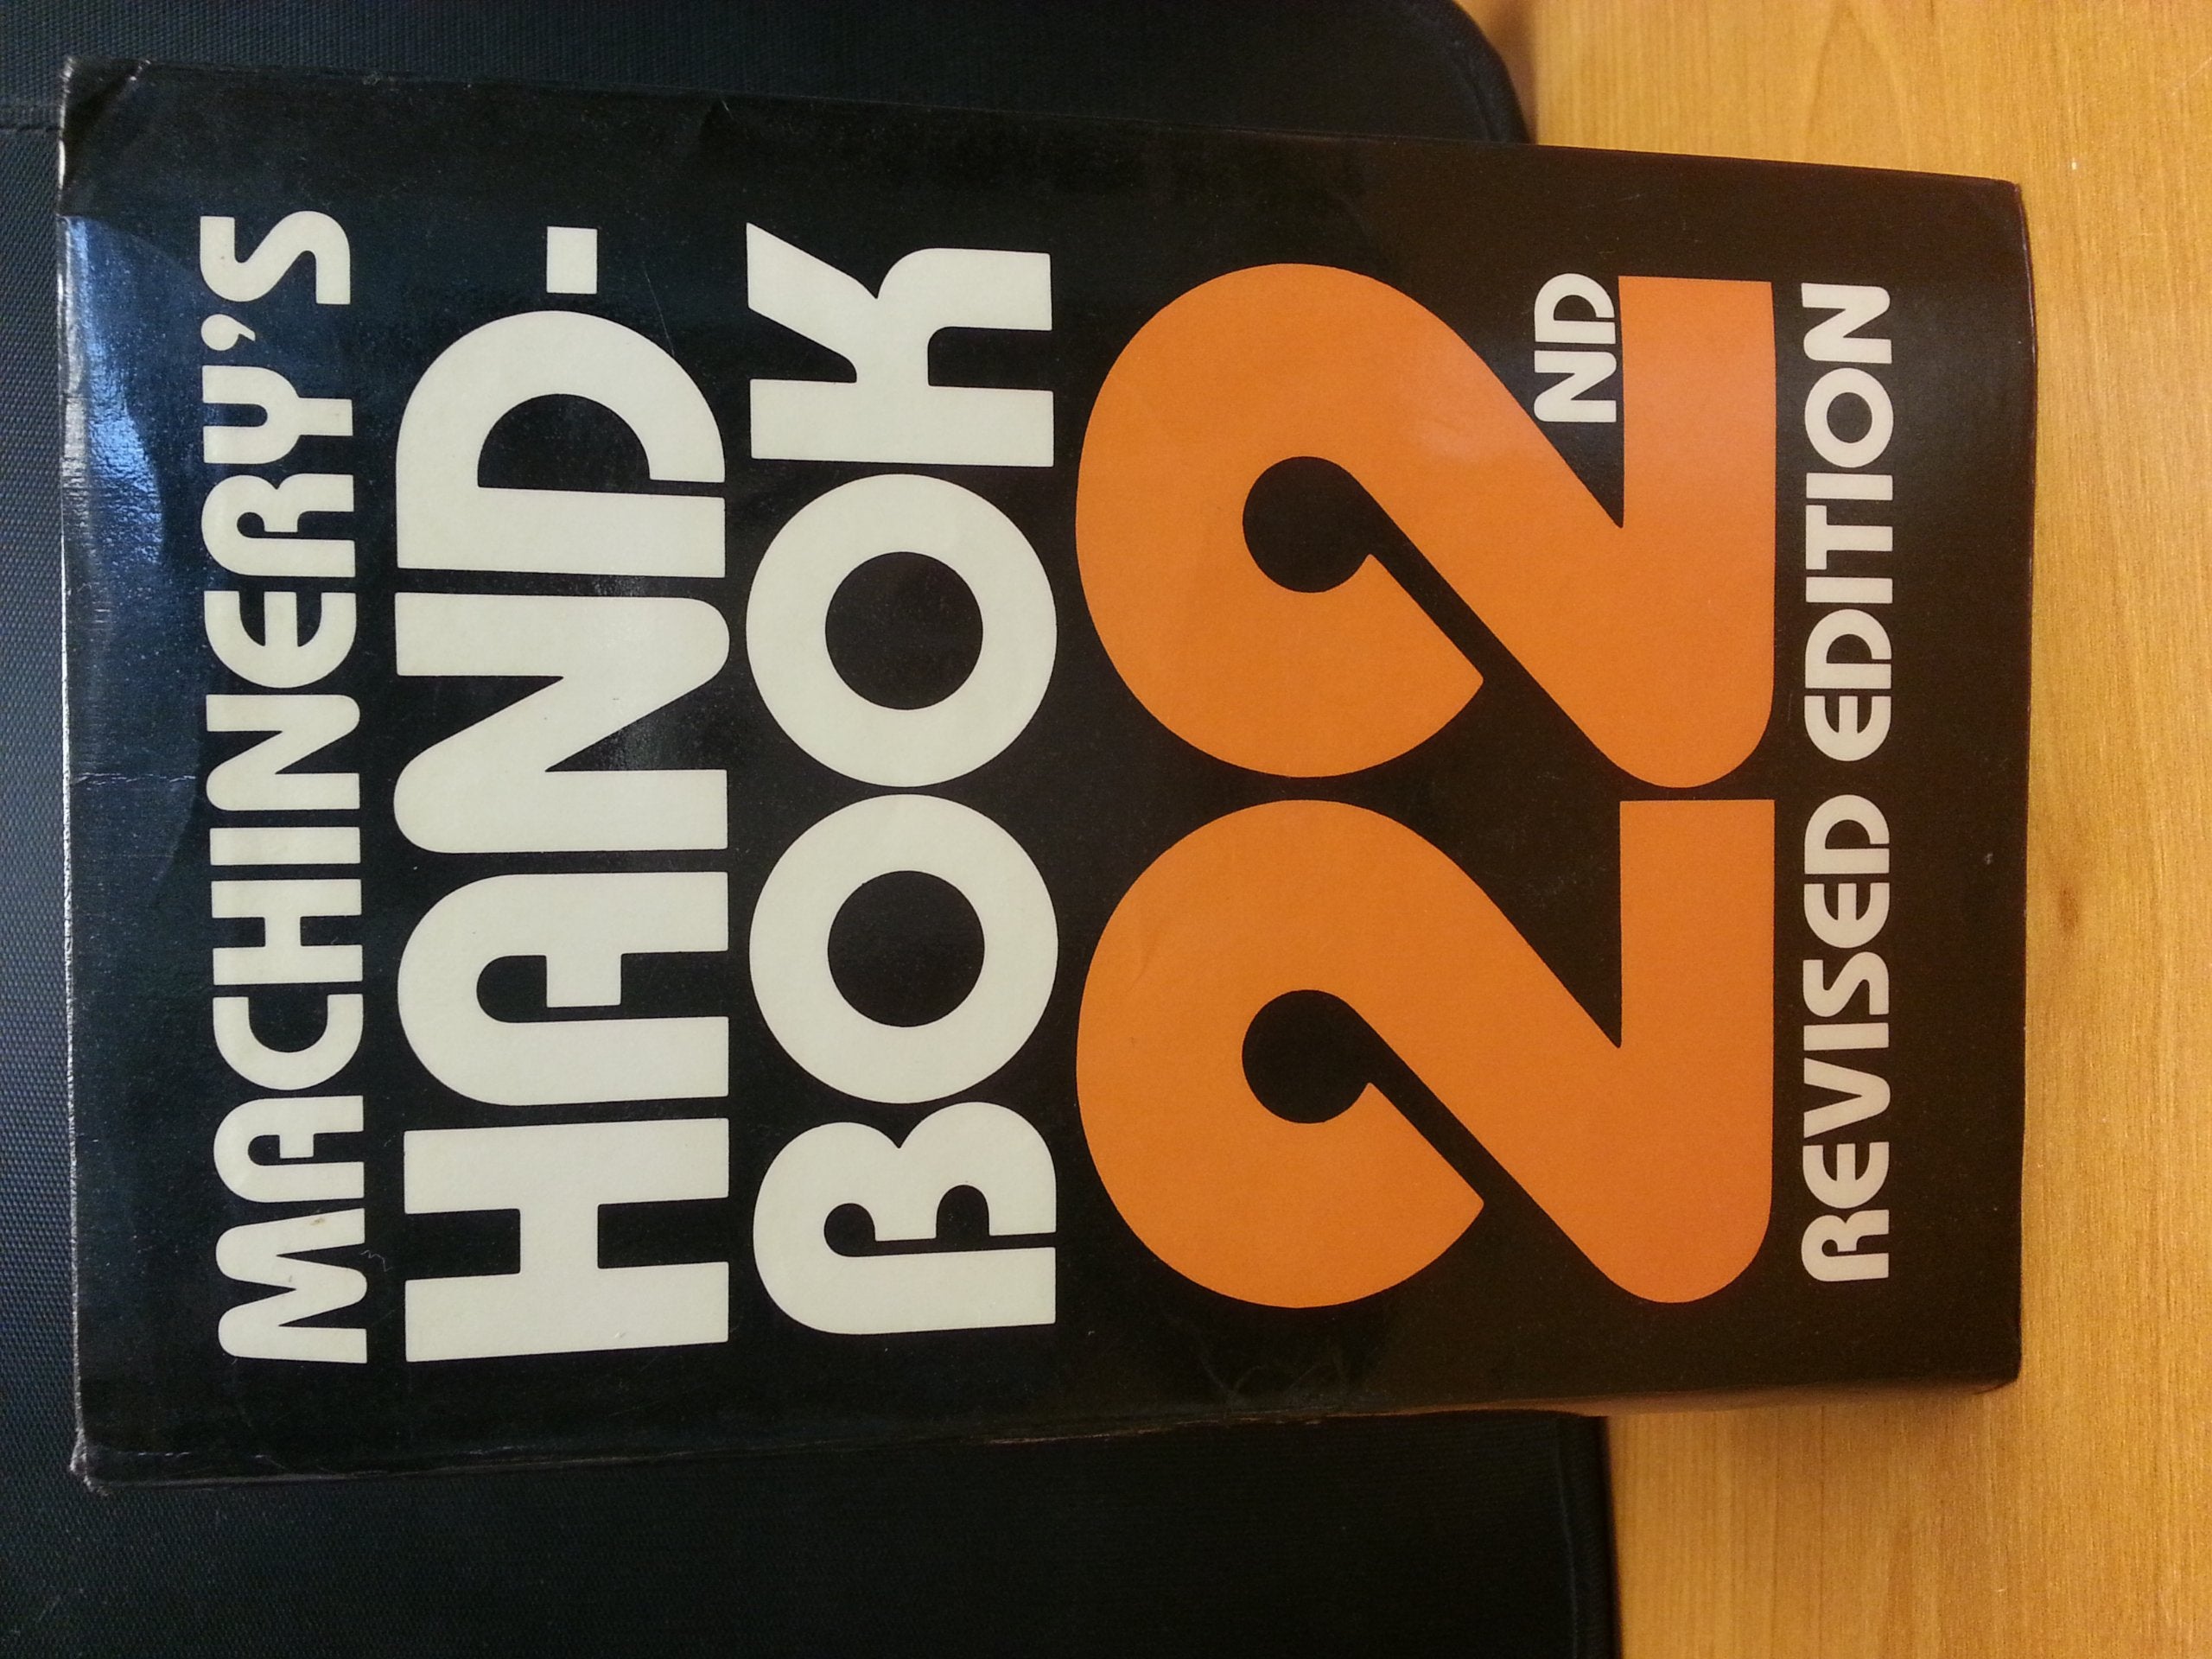 MACHINERY'S
HAND-
BOOK
22ND
REVISED EDITION